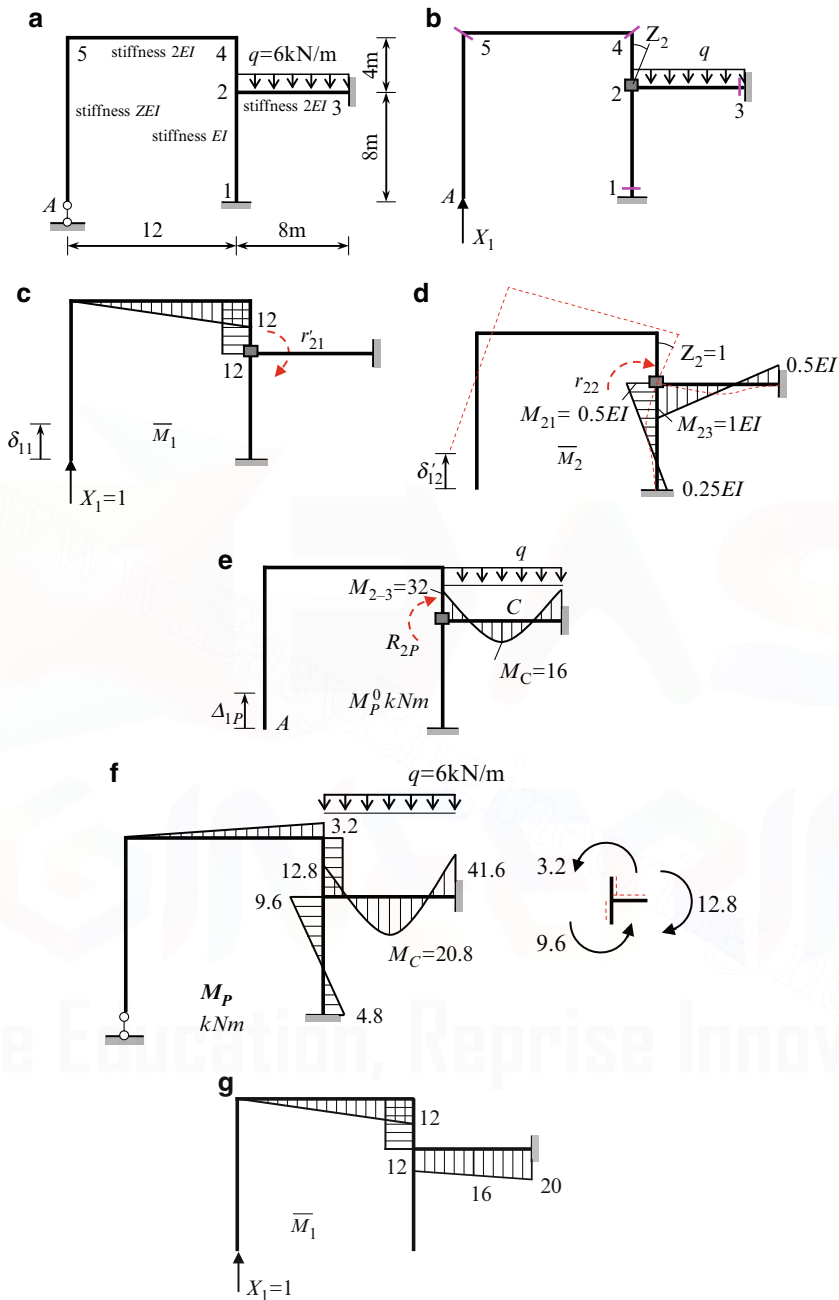 a
5 stiffness 2EI 4
q=6kN/m
4m
2
stiffness 2EI
3
stiffness ZEI
stiffness EI
8m
A
1
12 8m
b
5 4 Z2
q
2
3
1
A
X1
c
12 r′21
12
δ11
M̅1
X1=1
d
Z2=1
0.5EI
r22
M21= 0.5EI
M23=1EI
M̅2
δ′12
0.25EI
e
q
M2–3=32
C
R2P
MC=16
Δ1P
A
M0P kNm
f
q=6kN/m
3.2
12.8 41.6
9.6
MC=20.8
MP
kNm
4.8
3.2
12.8
9.6
g
12
12
16 20
M̅1
X1=1
e Education, Reprise Innov